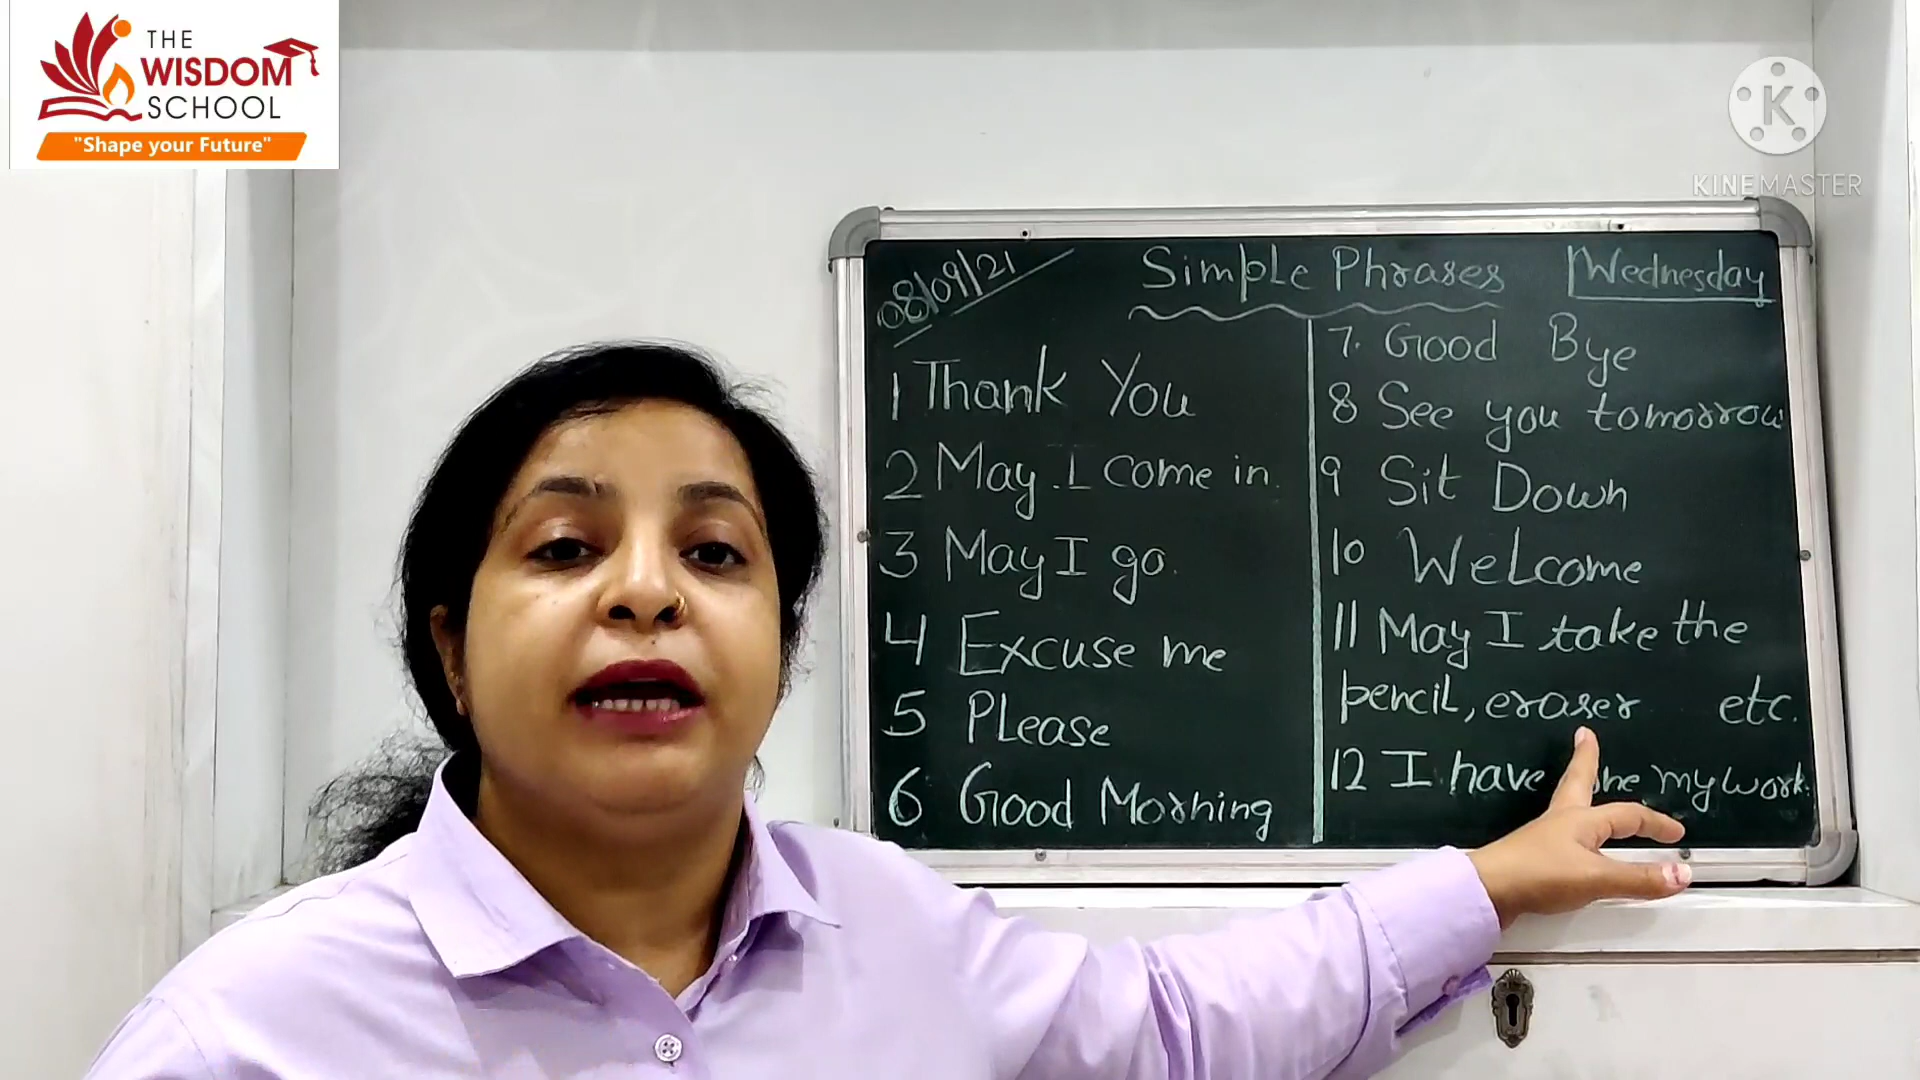 THE
WISDOM
SCHOOL
"Shape your Future"
KINEMASTER
08/09/21
Simple Phrases
Wednesday
1 Thank You
2 May I come in.
3 May I go.
4 Excuse me
5 Please
6 Good Morning
7. Good Bye
8 See you tomorrow
9 Sit Down
10 Welcome
11 May I take the
pencil, eraser etc.
12 I have my work.